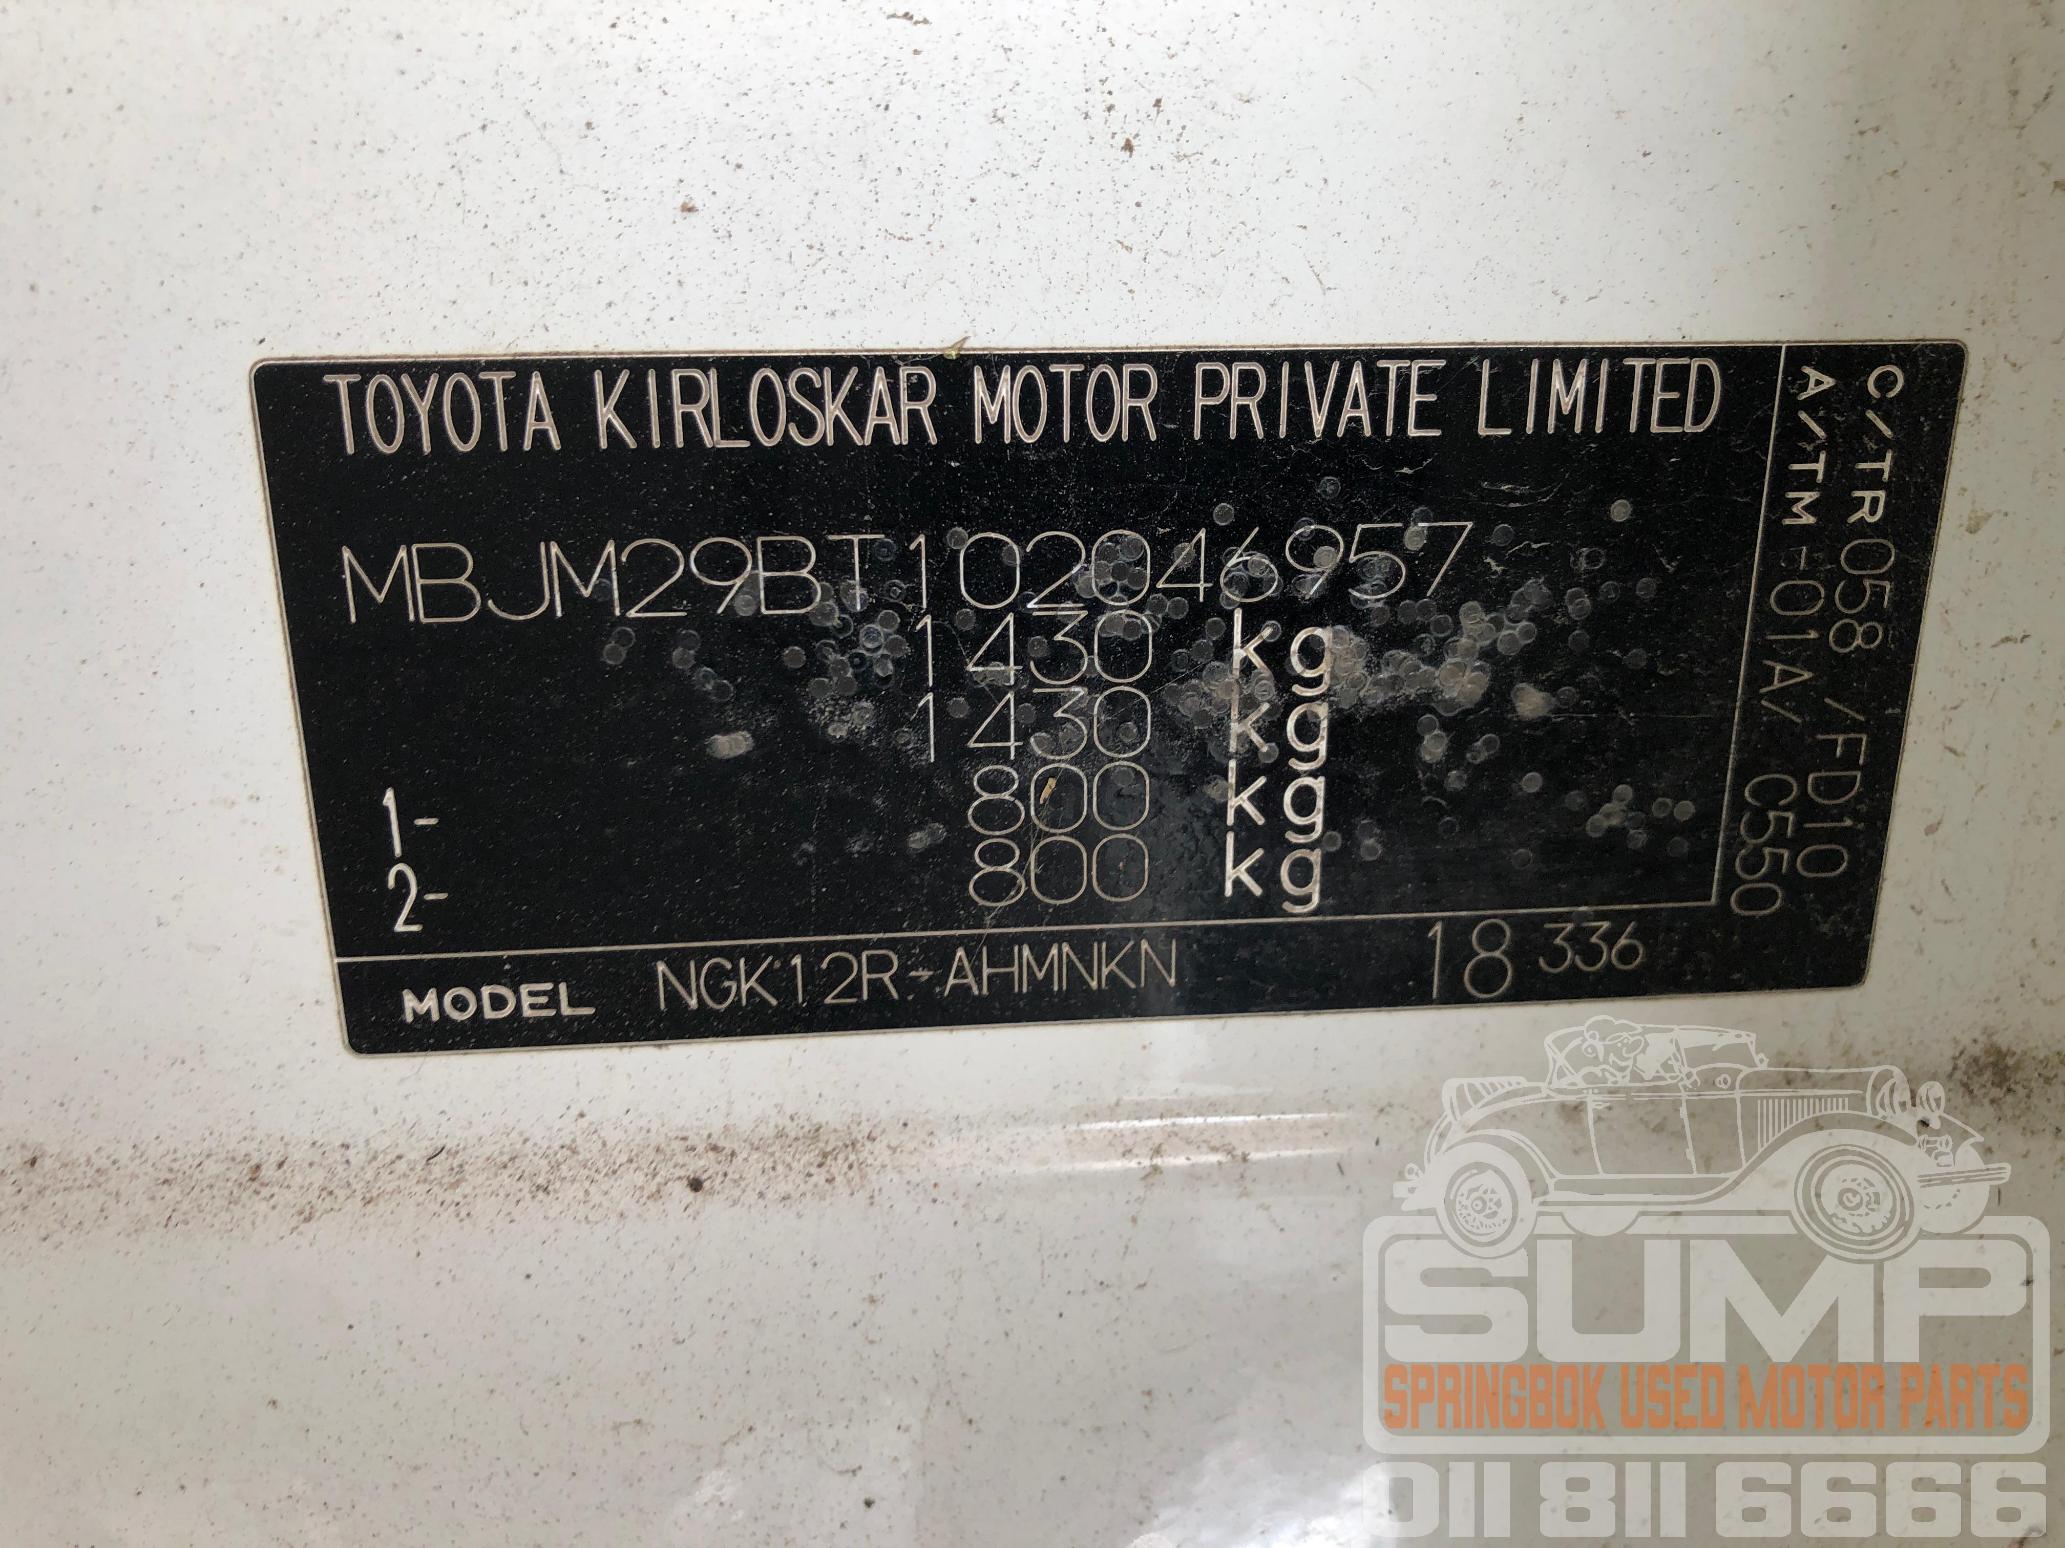 TOYOTA KIRLOSKAR MOTOR PRIVATE LIMITED
MBJM29BT102046957
1430 kg
1430 kg
1- 800 kg
2- 800 kg
MODEL NGK12R-AHMNKN 18 336
C/TR 058 /FD10
A/TM -01A/ C550
SUMP
SPRINGBOK USED MOTOR PARTS
011 811 6666